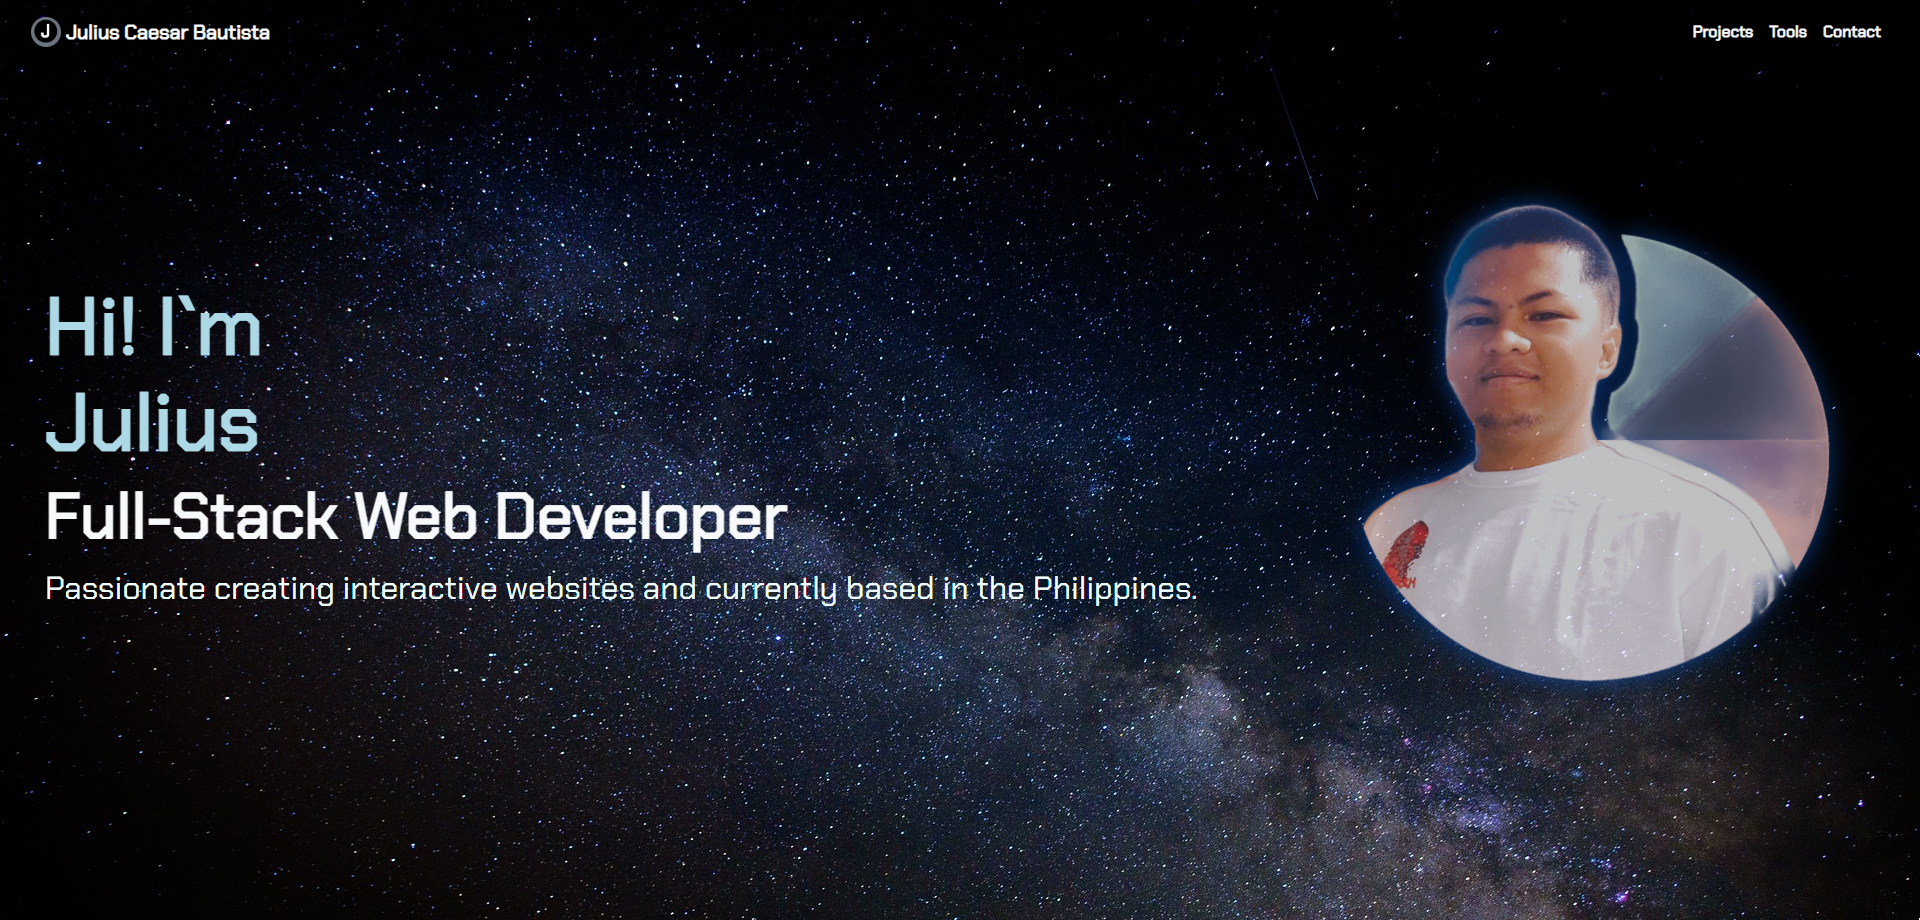 J Julius Caesar Bautista
Projects Tools Contact
Hi! I`m
Julius
Full-Stack Web Developer
Passionate creating interactive websites and currently based in the Philippines.